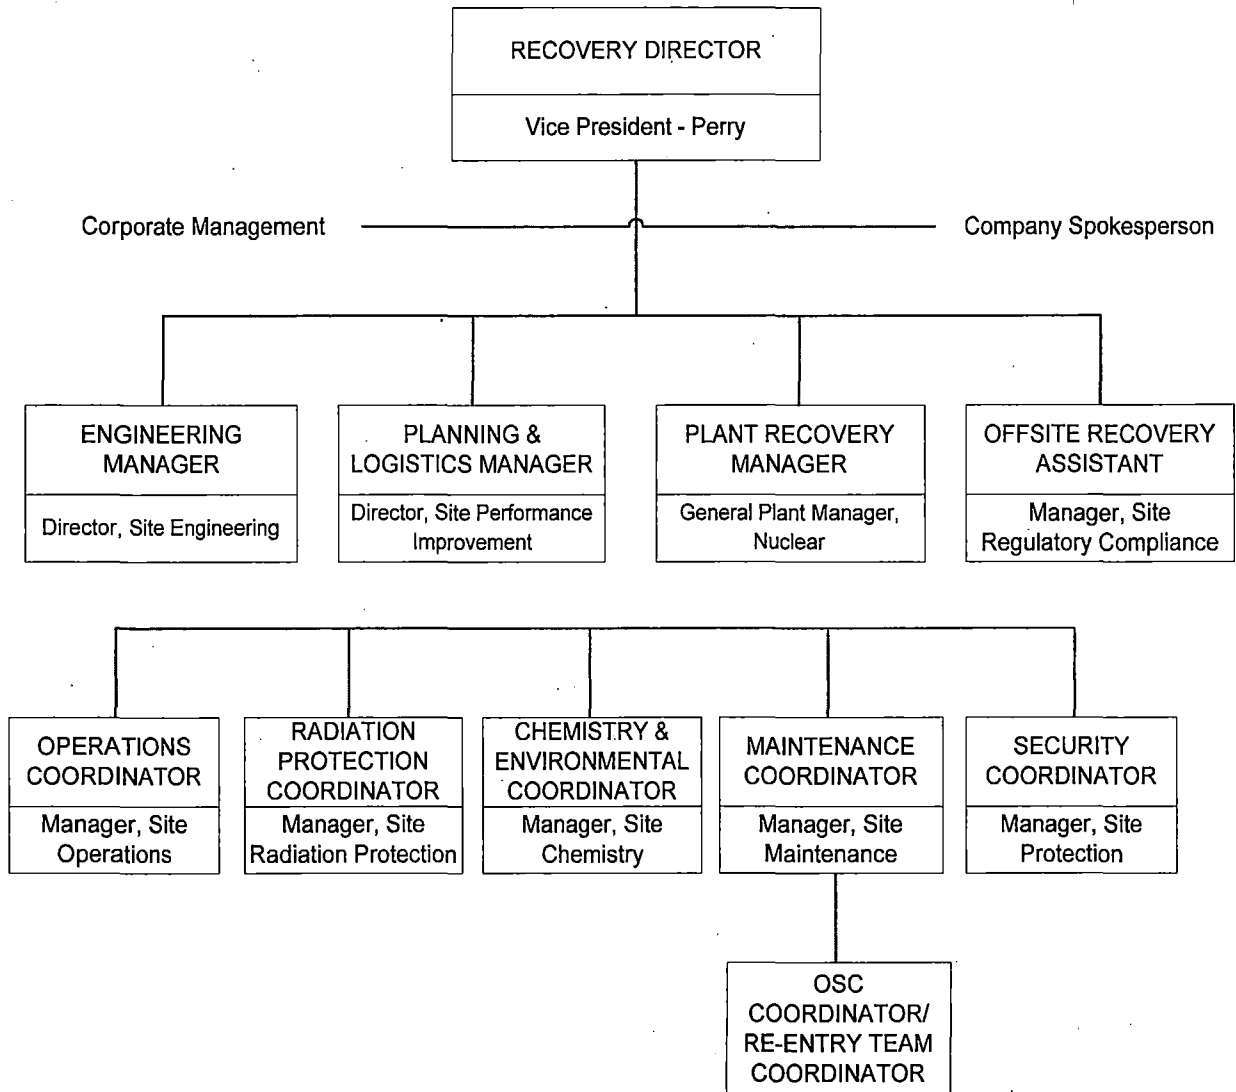 RECOVERY DIRECTOR
Vice President - Perry
Corporate Management
Company Spokesperson
ENGINEERING
MANAGER
Director, Site Engineering
PLANNING &
LOGISTICS MANAGER
Director, Site Performance
Improvement
PLANT RECOVERY
MANAGER
General Plant Manager,
Nuclear
OFFSITE RECOVERY
ASSISTANT
Manager, Site
Regulatory Compliance
OPERATIONS
COORDINATOR
Manager, Site
Operations
RADIATION
PROTECTION
COORDINATOR
Manager, Site
Radiation Protection
CHEMISTRY &
ENVIRONMENTAL
COORDINATOR
Manager, Site
Chemistry
MAINTENANCE
COORDINATOR
Manager, Site
Maintenance
SECURITY
COORDINATOR
Manager, Site
Protection
OSC
COORDINATOR/
RE-ENTRY TEAM
COORDINATOR